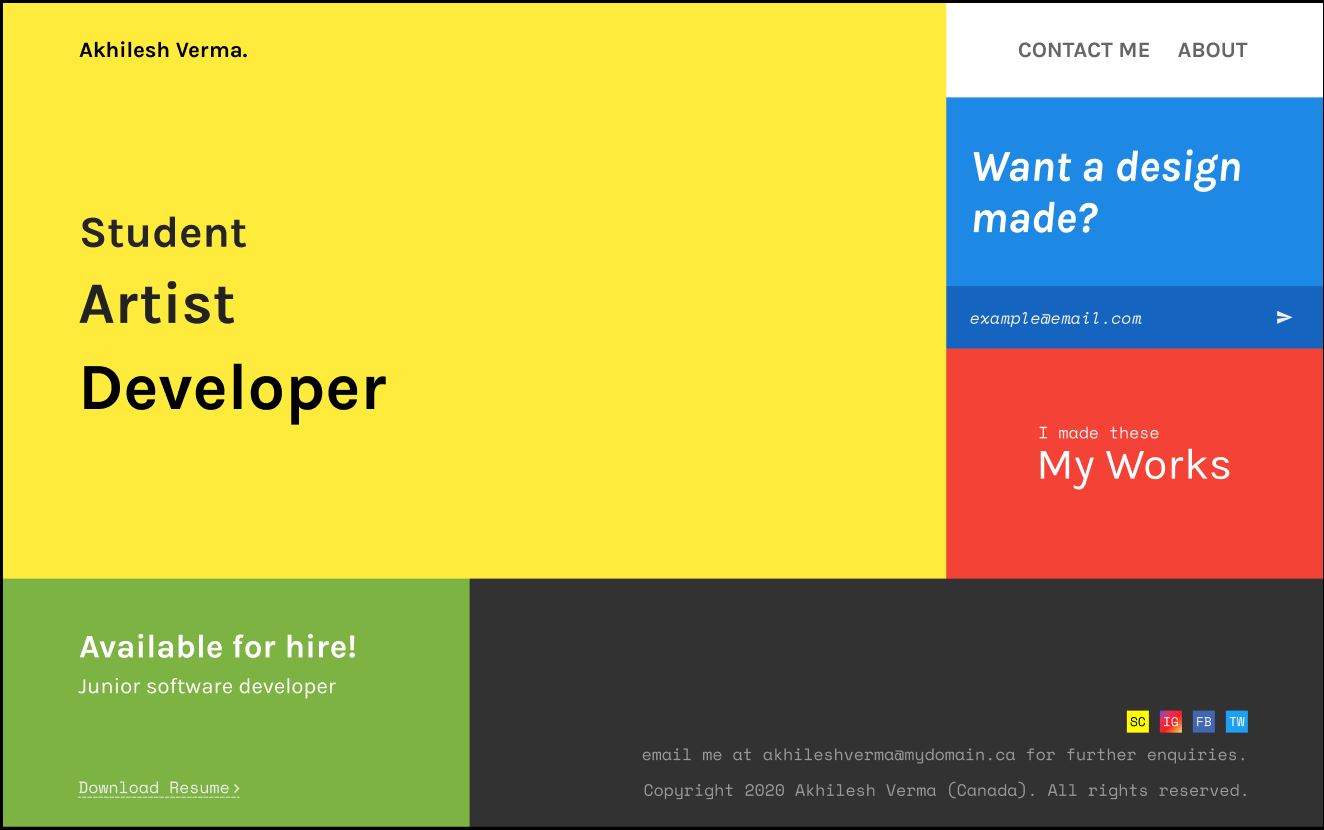 Akhilesh Verma.
CONTACT ME ABOUT
Student
Artist
Developer
Want a design
made?
example@email.com
I made these
My Works
Available for hire!
Junior software developer
Download Resume›
SC IG FB TW
email me at akhileshverma@mydomain.ca for further enquiries.
Copyright 2020 Akhilesh Verma (Canada). All rights reserved.